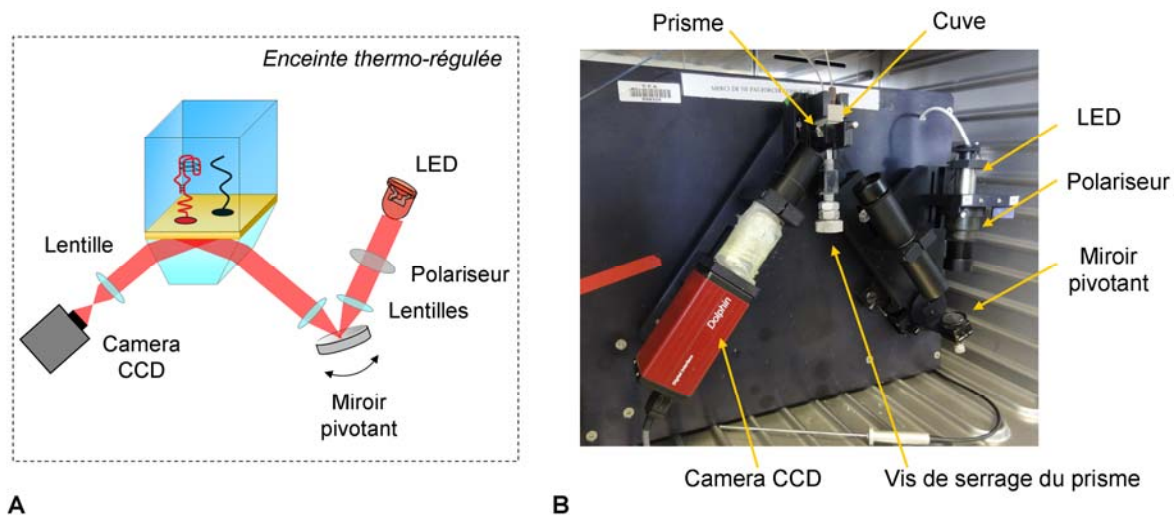 Enceinte thermo-régulée
LED
Lentille
Polariseur
Lentilles
Camera
CCD
Miroir
pivotant
A
Prisme
Cuve
LED
Polariseur
Miroir
pivotant
Dolphin
Camera CCD
Vis de serrage du prisme
B